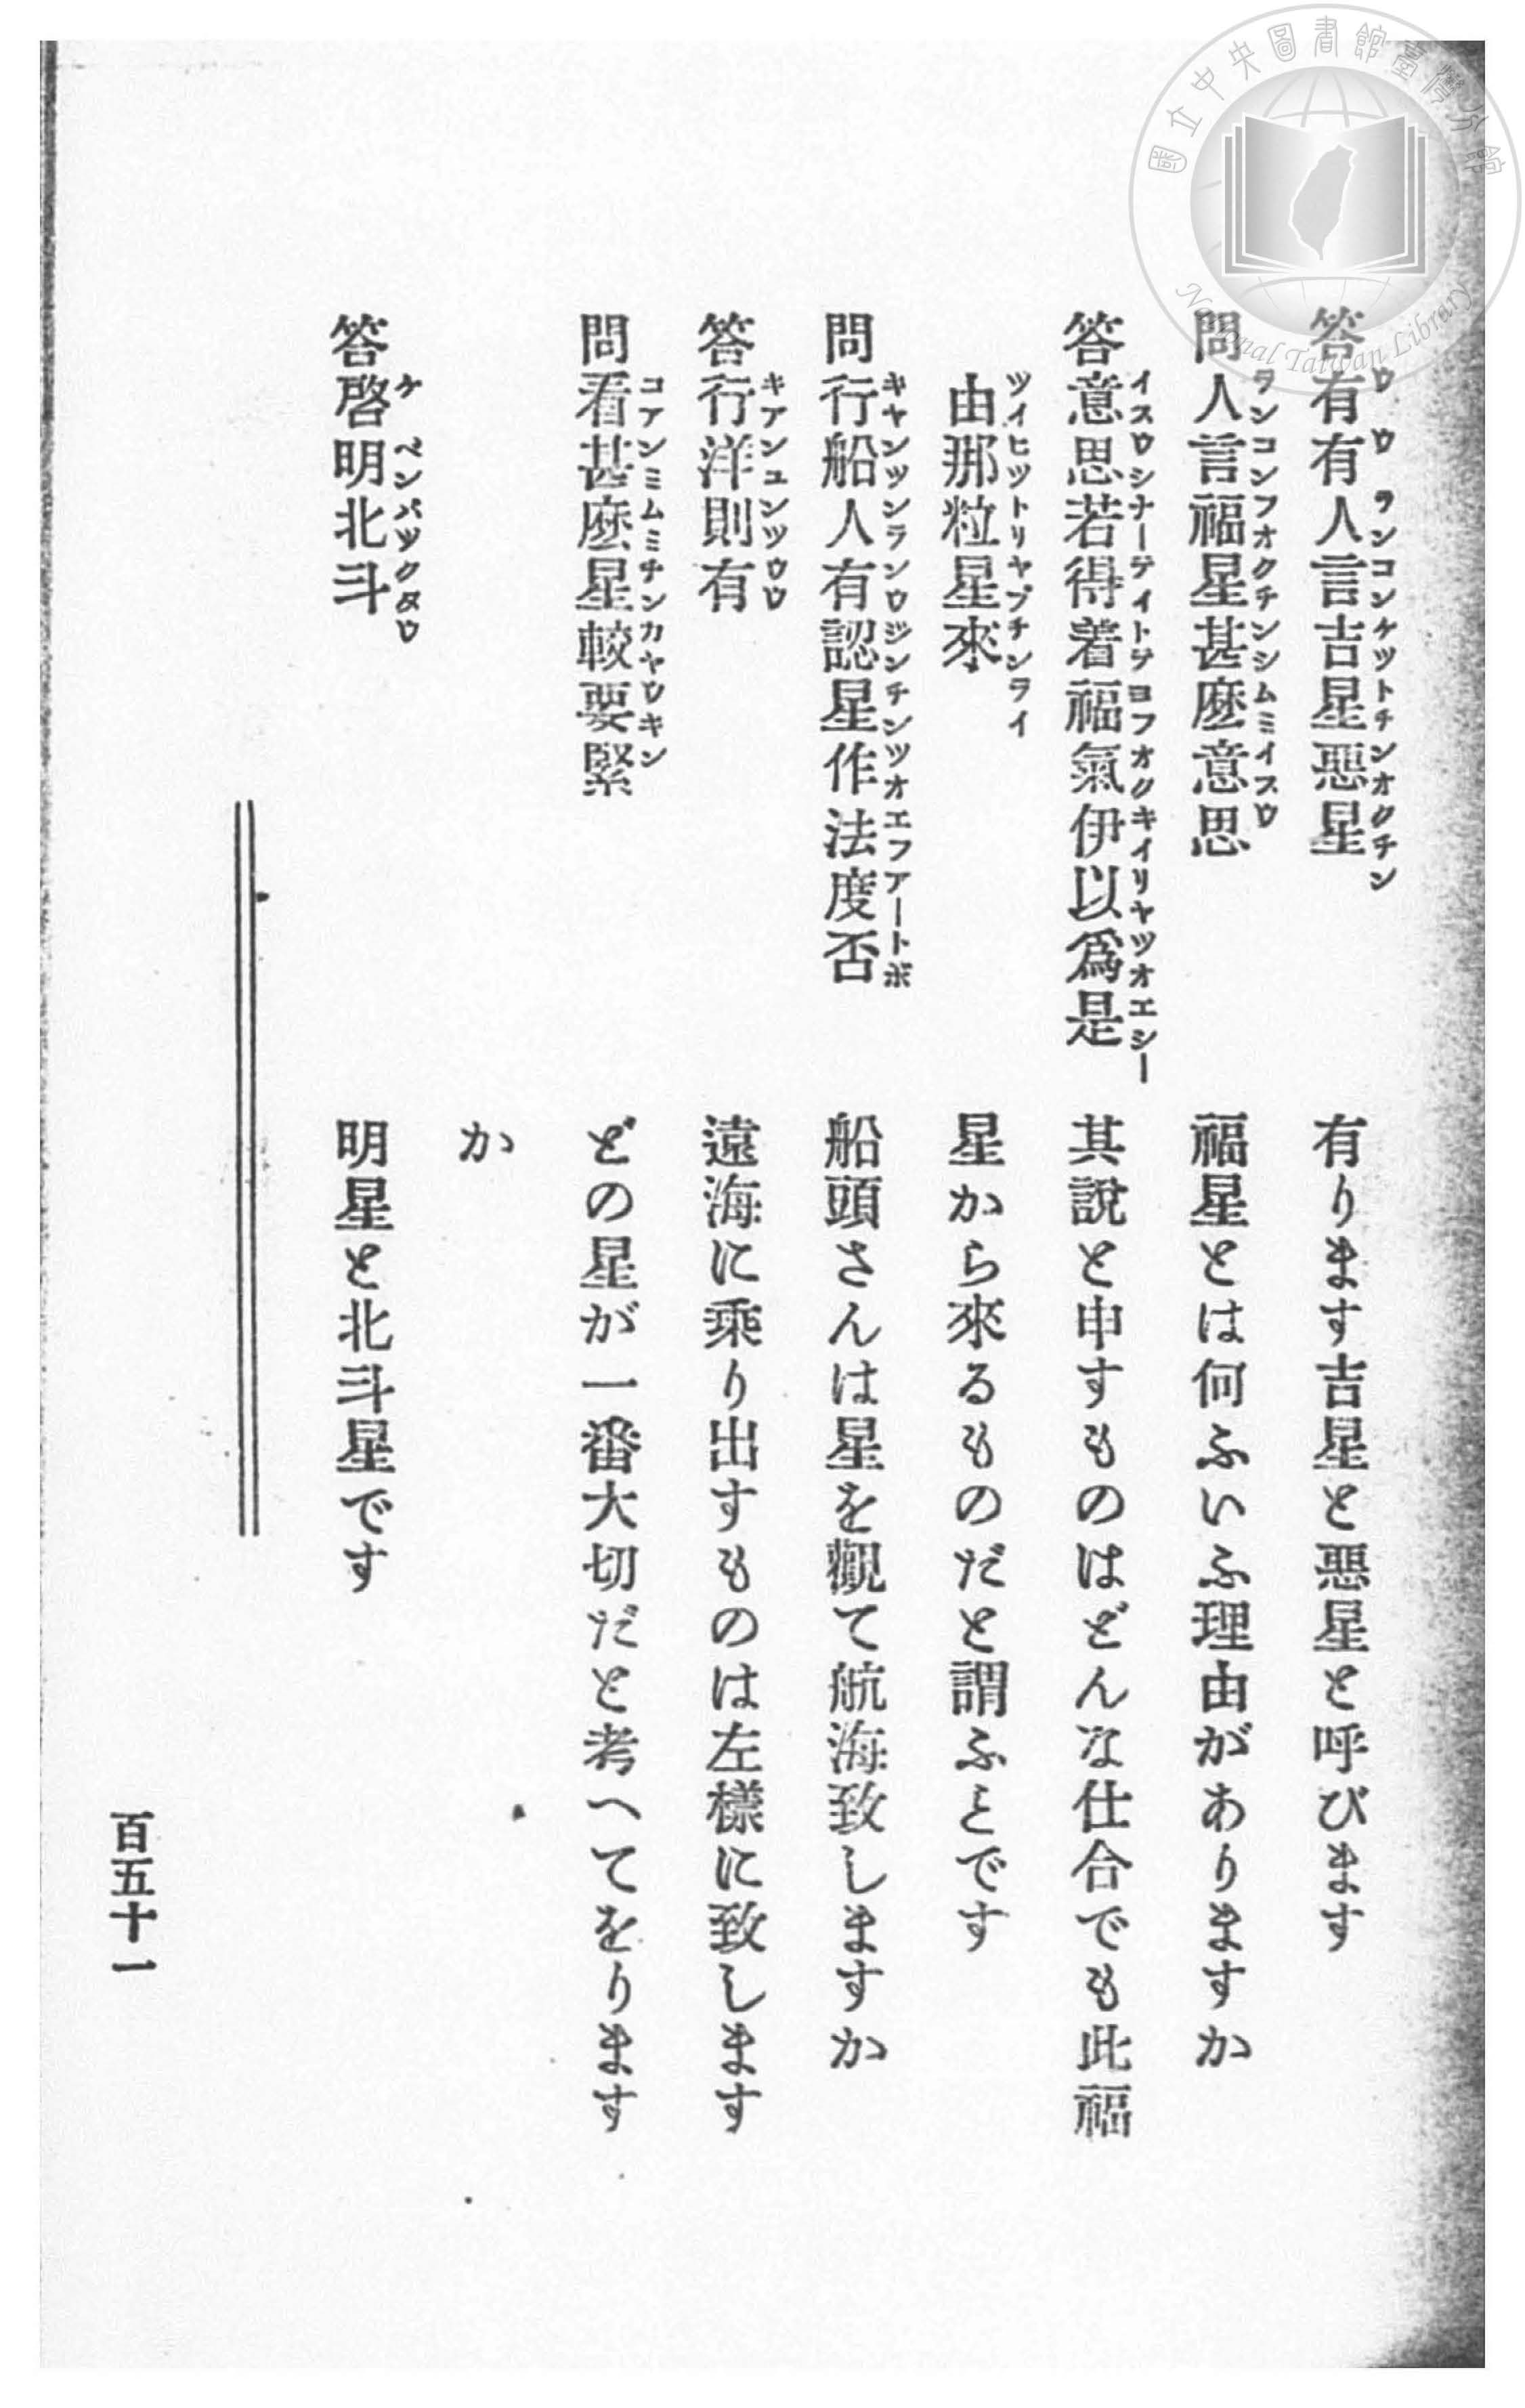 國立中央圖書館臺灣分館
National Taiwan Library
答有有人言吉星惡星
ウウランコンケツトチンオクチン
有ります吉星と惡星と呼びます
問人言福星甚麽意思
ランコンフオクチンシムミイスウ
福星とは何ふいふ理由がありますか
答意思若得着福氣伊以爲是
イスウシナーテイトテヨフオクキイリヤツオエシー
其說と申すものはどんな仕合でも此福
由那粒星來
ツイヒツトリヤプチンライ
星から來るものだと謂ふことです
問行船人有認星作法度否
キヤンツンランウジンチンツオエフアートボ
船頭さんは星を觀て航海致しますか
答行洋則有
キアンユンツウウ
遠海に乘り出すものは左樣に致します
問看甚麽星較要緊
コアンミムミチンカヤウキン
どの星が一番大切だと考へてをります
か
答啓明北斗
ケベンパツクタウ
明星と北斗星です
百五十一